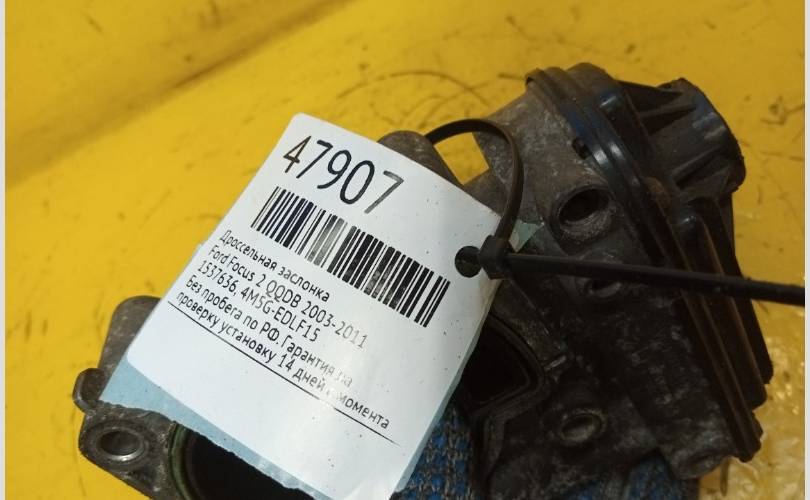 47907
Дроссельная заслонка
Ford Focus 2 QQDB 2003-2011
1537636, 4M5G-EDLF15
Без пробега по РФ. Гарантия на
проверку установку 14 дней с момента